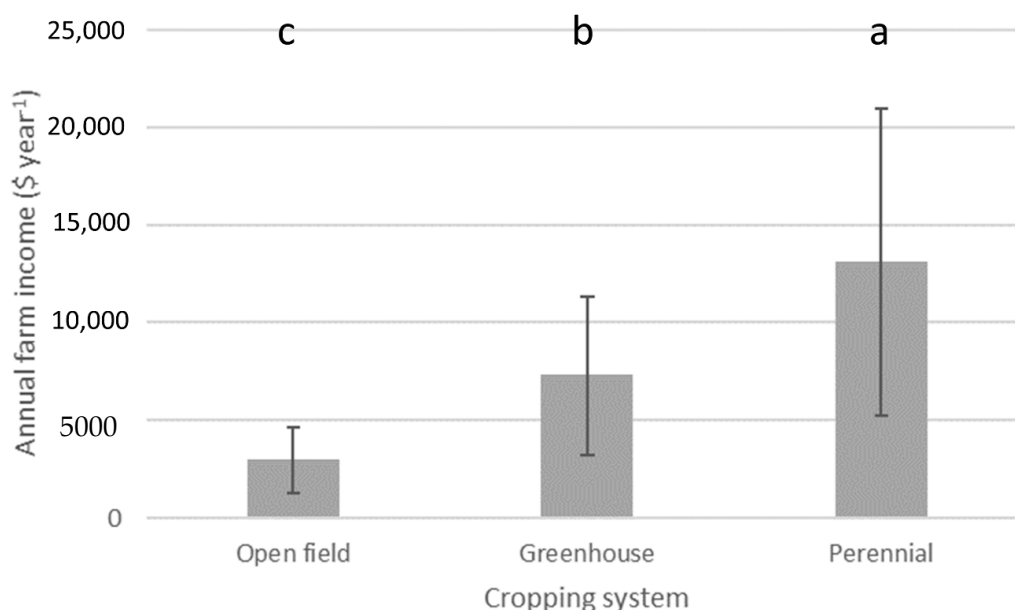 25,000
c
b
a
20,000
15,000
10,000
5000
0
Annual farm income ($ year⁻¹)
Open field
Greenhouse
Perennial
Cropping system